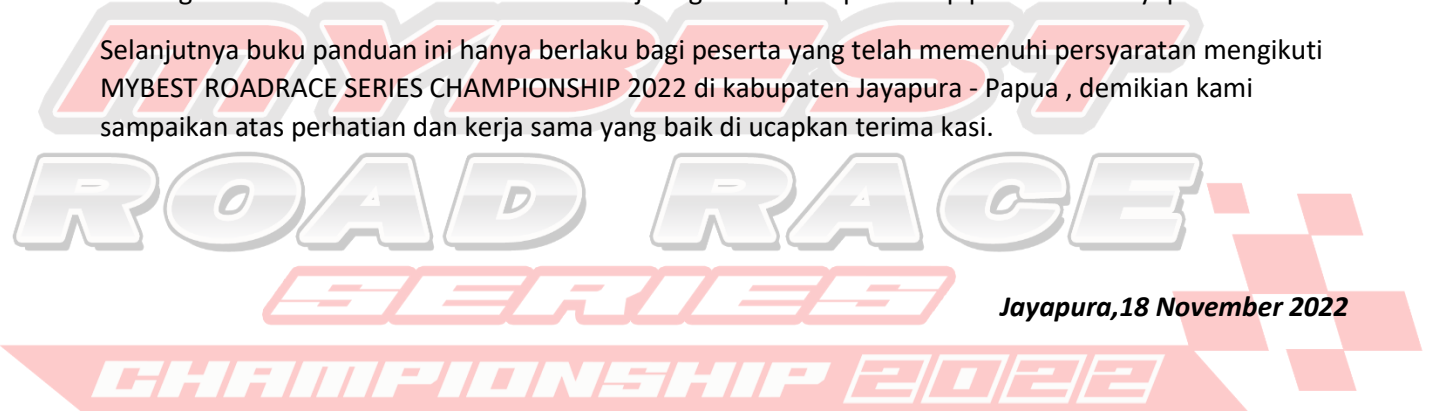 Selanjutnya buku panduan ini hanya berlaku bagi peserta yang telah memenuhi persyaratan mengikuti
MYBEST ROADRACE SERIES CHAMPIONSHIP 2022 di kabupaten Jayapura - Papua , demikian kami
sampaikan atas perhatian dan kerja sama yang baik di ucapkan terima kasi.
MYBEST
ROAD RACE
SERIES
Jayapura,18 November 2022
CHAMPIONSHIP 2022